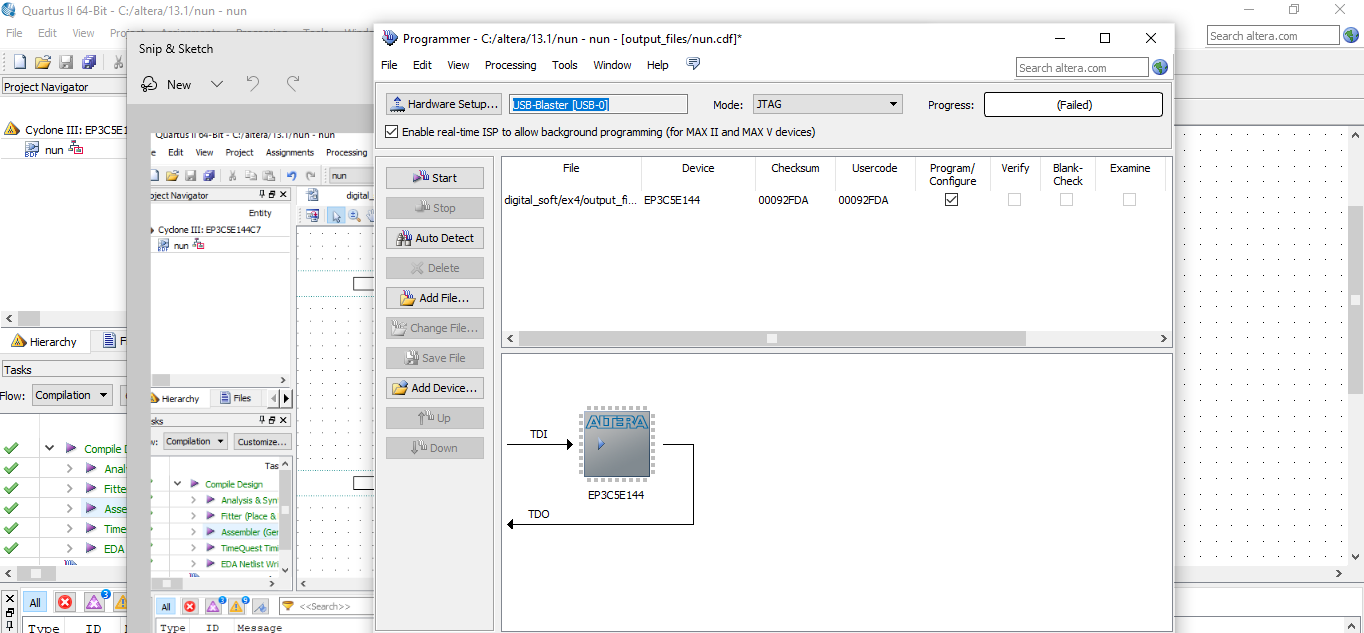 Quartus II 64-Bit - C:/altera/13.1/nun - nun
File Edit View
Search altera.com
Project Navigator
Cyclone III: EP3C5E1
nun
Hierarchy
Tasks
Flow: Compilation
Compile D
Anal
Fitte
Asse
Time
EDA
All
3
Type ID
Snip & Sketch
New
Quartus II 64-Bit - C:/altera/13.1/nun - nun
Edit View Project Assignments Processing
nun
oject Navigator
digital_
Entity
Cyclone III: EP3C5E144C7
nun
Hierarchy Files
sks
Compilation Customize...
Tas
Compile Design
Analysis & Syn
Fitter (Place &
Assembler (Ger
TimeQuest Tim
EDA Netlist Wri
All 3 9 <<Search>>
Type ID Message
Programmer - C:/altera/13.1/nun - nun - [output_files/nun.cdf]*
File Edit View Processing Tools Window Help
Search altera.com
Hardware Setup... USB-Blaster [USB-0] Mode: JTAG Progress: (Failed)
Enable real-time ISP to allow background programming (for MAX II and MAX V devices)
Start
Stop
Auto Detect
Delete
Add File...
Change File...
Save File
Add Device...
Up
Down
File Device Checksum Usercode Program/ Verify Blank- Examine
Configure Check
digital_soft/ex4/output_fi... EP3C5E144 00092FDA 00092FDA
ALTERA
TDI
EP3C5E144
TDO